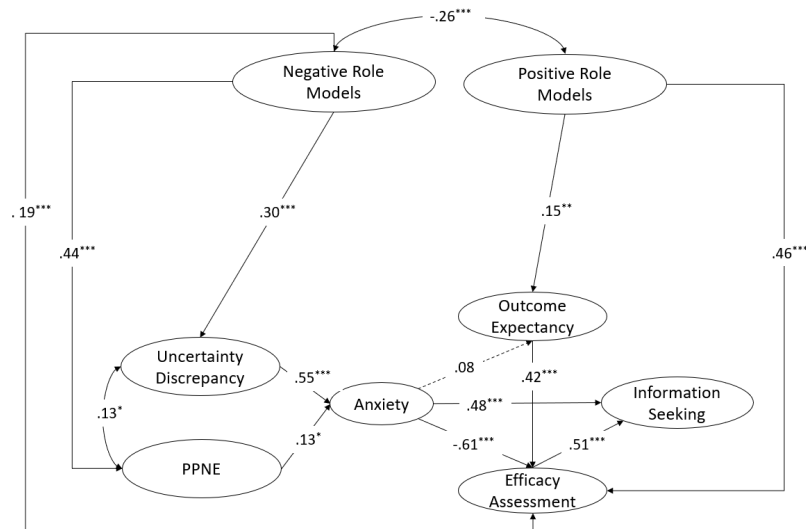 -.26***
Negative Role
Models
Positive Role
Models
. 19***
.30***
.15**
.44***
.46***
Outcome
Expectancy
Uncertainty
Discrepancy
.55***
.08
.42***
Anxiety
.48***
Information
Seeking
.13*
.13*
-.61***
.51***
PPNE
Efficacy
Assessment